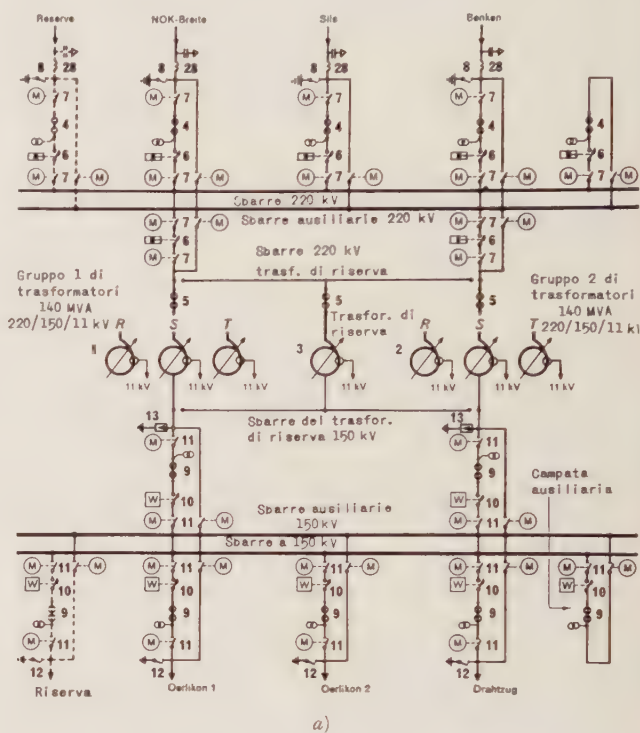 Reserve NOK-Breite Sils Benken
8 28 8 28 8 28 8 28
M 7 M 7 M 7 M 7
4 4 4 4 4
6 6 6 6 6
M 7 M M 7 M M 7 M M 7 M M 7 M
Sbarre 220 kV
Sbarre ausiliarie 220 kV
M 7 M 7
6 6
M 7 M 7
Sbarre 220 kV
trasf. di riserva
Gruppo 1 di
trasformatori
140 MVA
220/150/11 kV
Gruppo 2 di
trasformatori
140 MVA
220/150/11 kV
5 5 5
Trasfor. di
riserva
R S T R S T
1 3 2
11 kV 11 kV 11 kV 11 kV 11 kV 11 kV 11 kV
Sbarre del trasfor.
di riserva 150 kV
13 13
M 11 M 11
9 9
W 10 W 10
M 11 M M 11 M
Campata
ausiliaria
Sbarre ausiliarie
150 kV
Sbarre a 150 kV
M 11 M M 11 M M 11 M M 11 M M 11 M
W 10 W 10 W 10 W 10 W 10
9 9 9 9 9
M 11 M 11 M 11 M 11
12 12 12 12
Riserva Oerlikon 1 Oerlikon 2 Drahtzug
a)